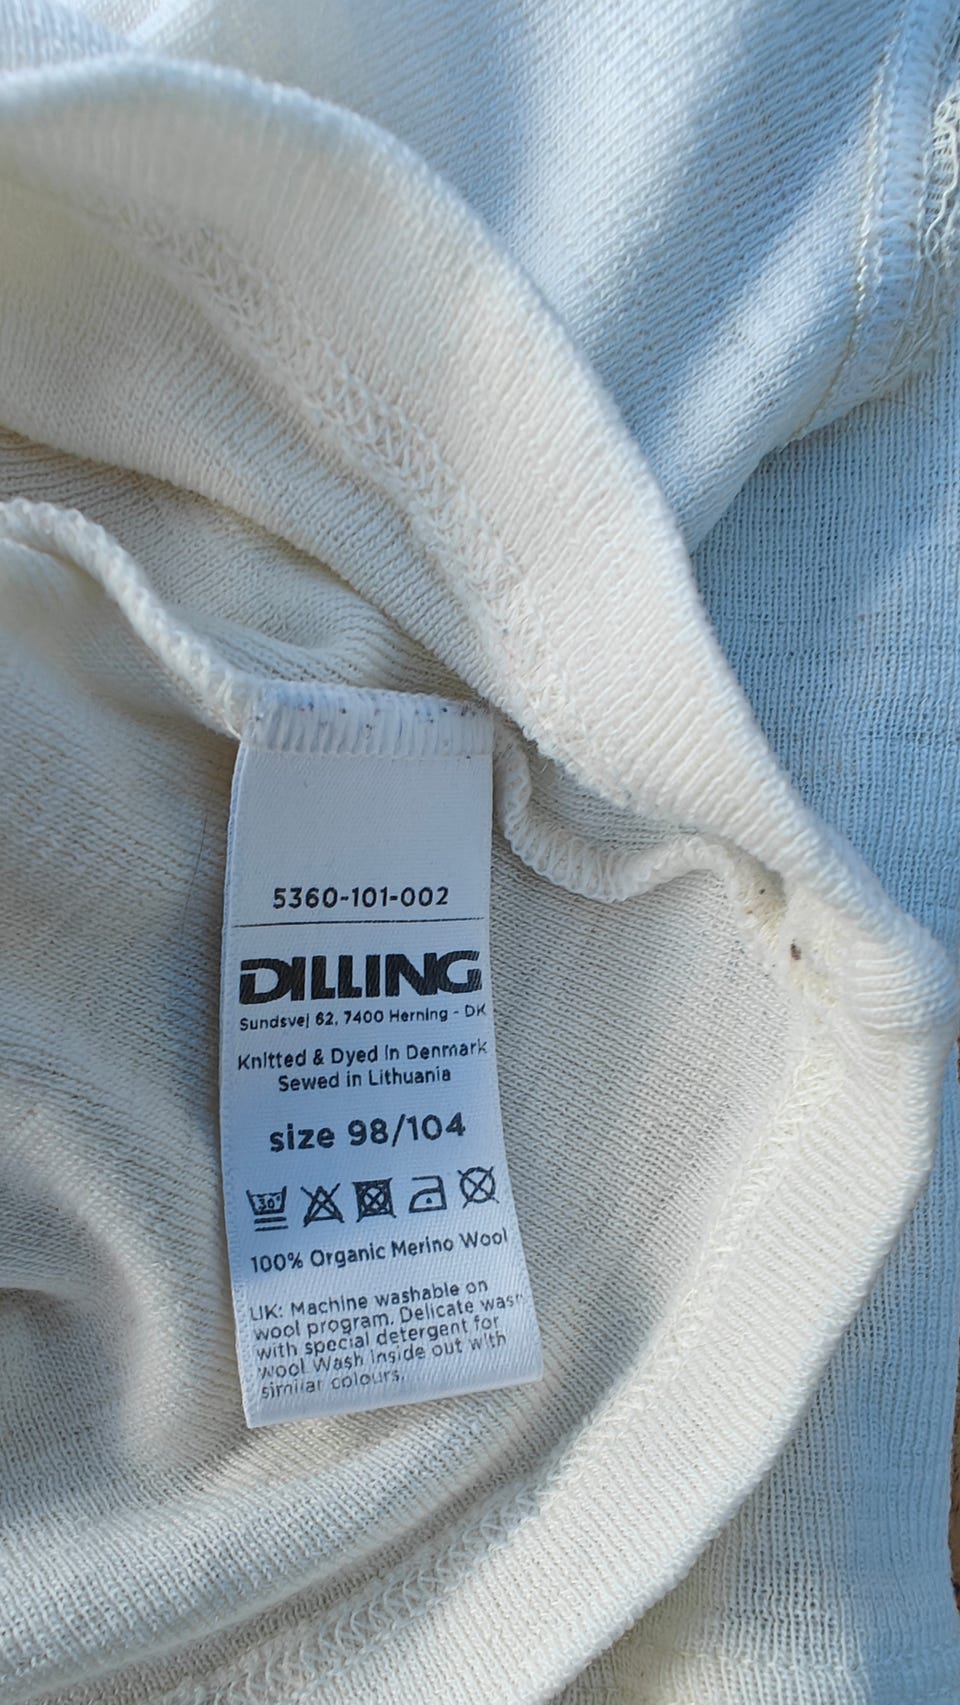 5360-101-002
DILLING
Sundsvej 62, 7400 Herning - DK
Knitted & Dyed in Denmark
Sewed in Lithuania
size 98/104
30°
100% Organic Merino Wool
UK: Machine washable on
wool program. Delicate wash
with special detergent for
wool. Wash inside out with
similar colours.